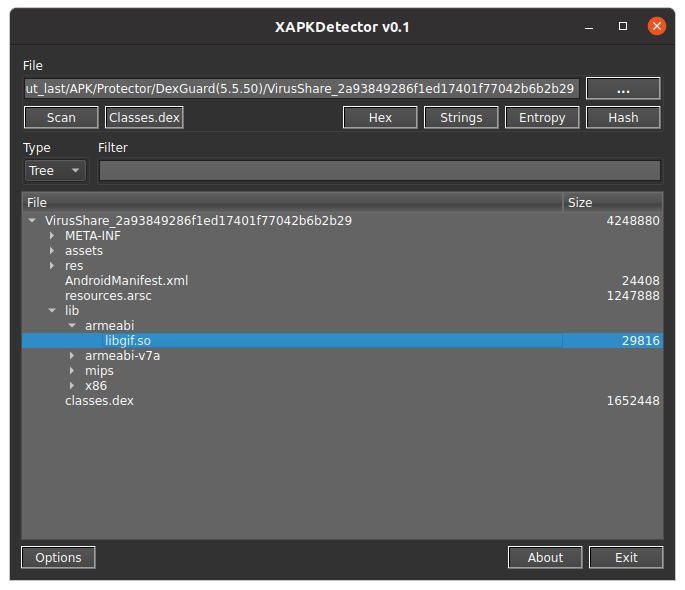 XAPKDetector v0.1
File
ut_last/APK/Protector/DexGuard(5.5.50)/VirusShare_2a93849286f1ed17401f77042b6b2b29 ...
Scan Classes.dex Hex Strings Entropy Hash
Type Filter
Tree
File Size
VirusShare_2a93849286f1ed17401f77042b6b2b29 4248880
META-INF
assets
res
AndroidManifest.xml 24408
resources.arsc 1247888
lib
armeabi
libgif.so 29816
armeabi-v7a
mips
x86
classes.dex 1652448
Options About Exit